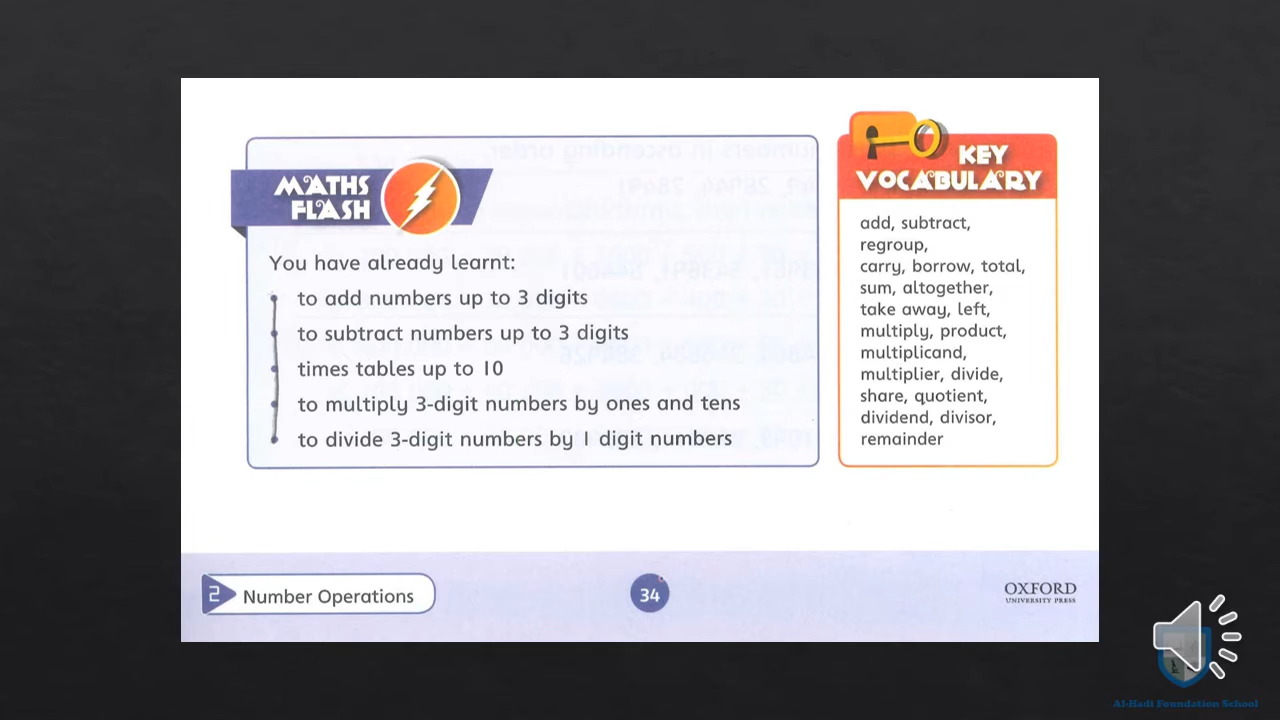 MATHS
FLASH
You have already learnt:
to add numbers up to 3 digits
to subtract numbers up to 3 digits
times tables up to 10
to multiply 3-digit numbers by ones and tens
to divide 3-digit numbers by 1 digit numbers
KEY
VOCABULARY
add, subtract,
regroup,
carry, borrow, total,
sum, altogether,
take away, left,
multiply, product,
multiplicand,
multiplier, divide,
share, quotient,
dividend, divisor,
remainder
2 Number Operations
34
OXFORD
UNIVERSITY PRESS
Al-Hadi Foundation School